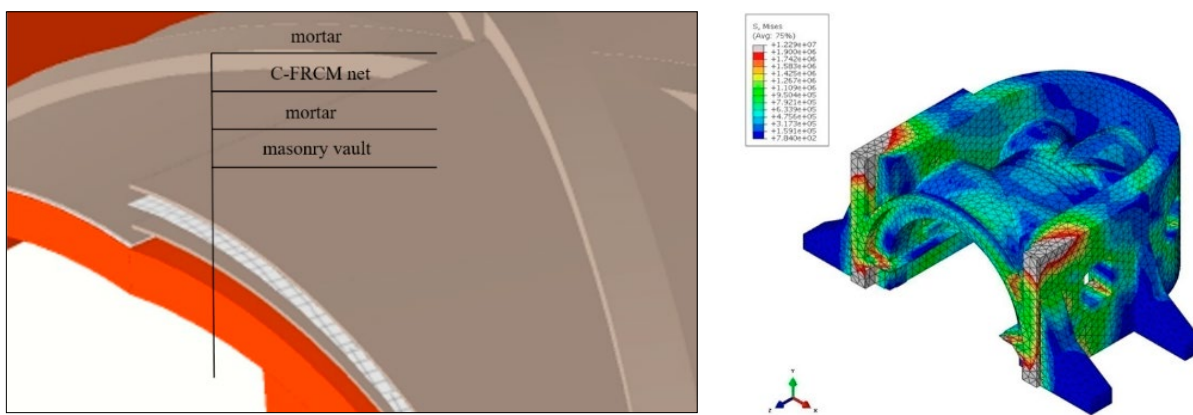 mortar
C-FRCM net
mortar
masonry vault
S, Mises
(Avg: 75%)
+1.229e+07
+1.900e+06
+1.742e+06
+1.583e+06
+1.425e+06
+1.267e+06
+1.109e+06
+9.504e+05
+7.921e+05
+6.339e+05
+4.756e+05
+3.173e+05
+1.591e+05
+7.840e+02
Y
Z
X